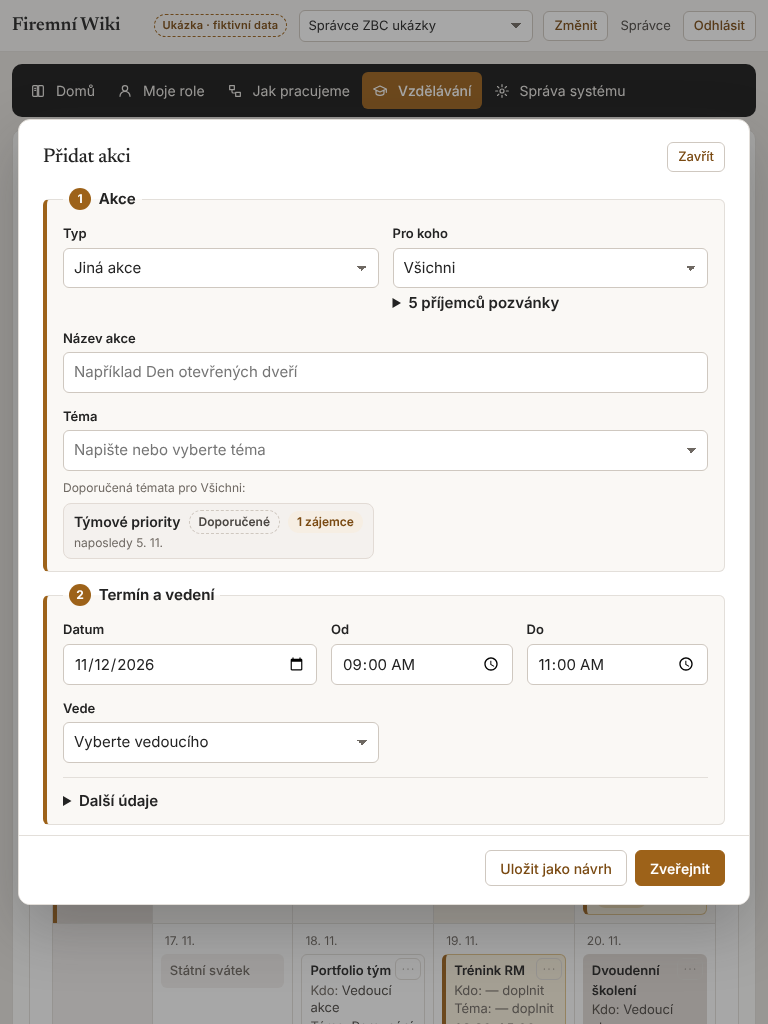 Firemní Wiki
Ukázka · fiktivní data
Správce ZBC ukázky
Změnit
Správce
Odhlásit
Domů
Moje role
Jak pracujeme
Vzdělávání
Správa systému
Přidat akci
Zavřít
1 Akce
Typ
Pro koho
Jiná akce
Všichni
5 příjemců pozvánky
Název akce
Například Den otevřených dveří
Téma
Napište nebo vyberte téma
Doporučená témata pro Všichni:
Týmové priority Doporučené 1 zájemce
naposledy 5. 11.
2 Termín a vedení
Datum
Od
Do
11/12/2026
09:00 AM
11:00 AM
Vede
Vyberte vedoucího
Další údaje
Uložit jako návrh
Zveřejnit
17. 11.
18. 11.
19. 11.
20. 11.
Státní svátek
Portfolio tým ...
Kdo: Vedoucí
akce
Trénink RM ...
Kdo: — doplnit
Téma: — doplnit
Dvoudenní ...
školení
Kdo: Vedoucí